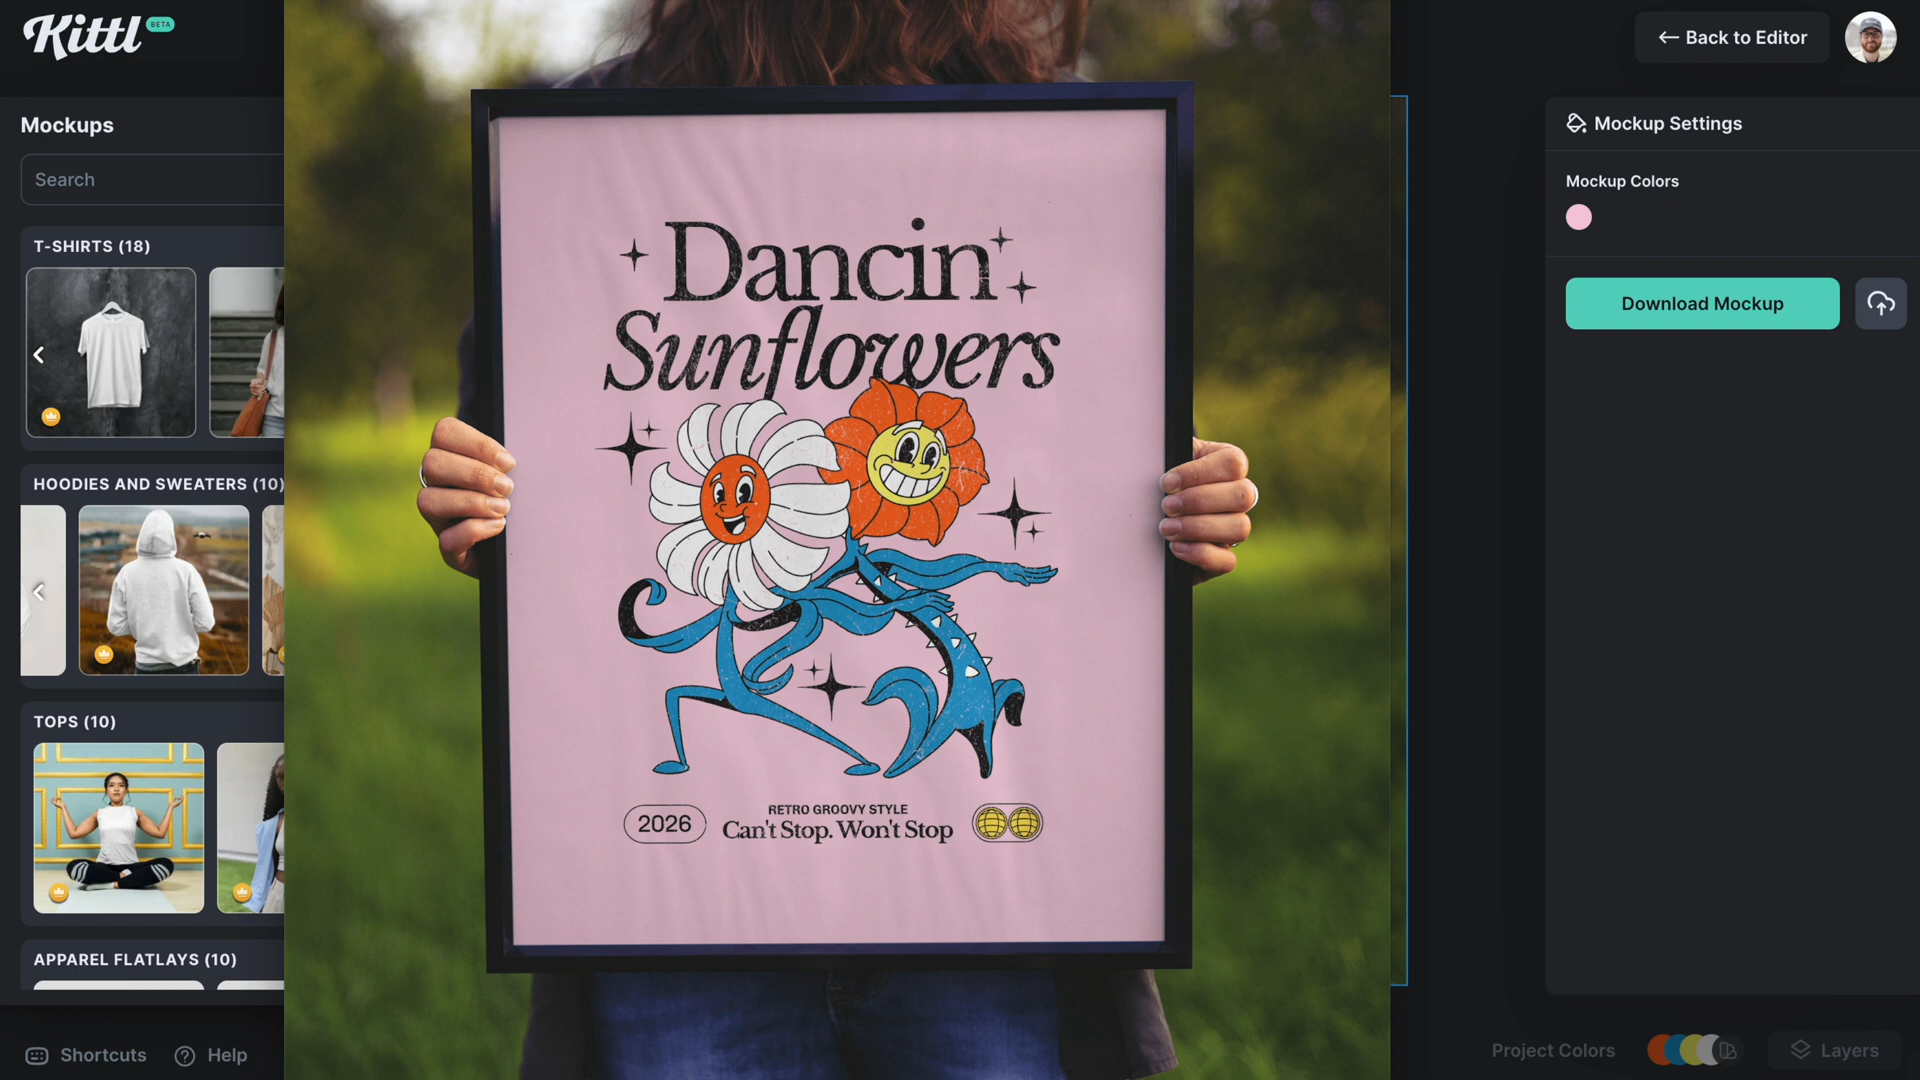 Kittl BETA
Back to Editor
Mockups
Search
T-SHIRTS (18)
HOODIES AND SWEATERS (10)
TOPS (10)
APPAREL FLATLAYS (10)
Shortcuts
Help
Dancin
Sunflowers
2026
RETRO GROOVY STYLE
Can't Stop. Won't Stop
Mockup Settings
Mockup Colors
Download Mockup
Project Colors
Layers